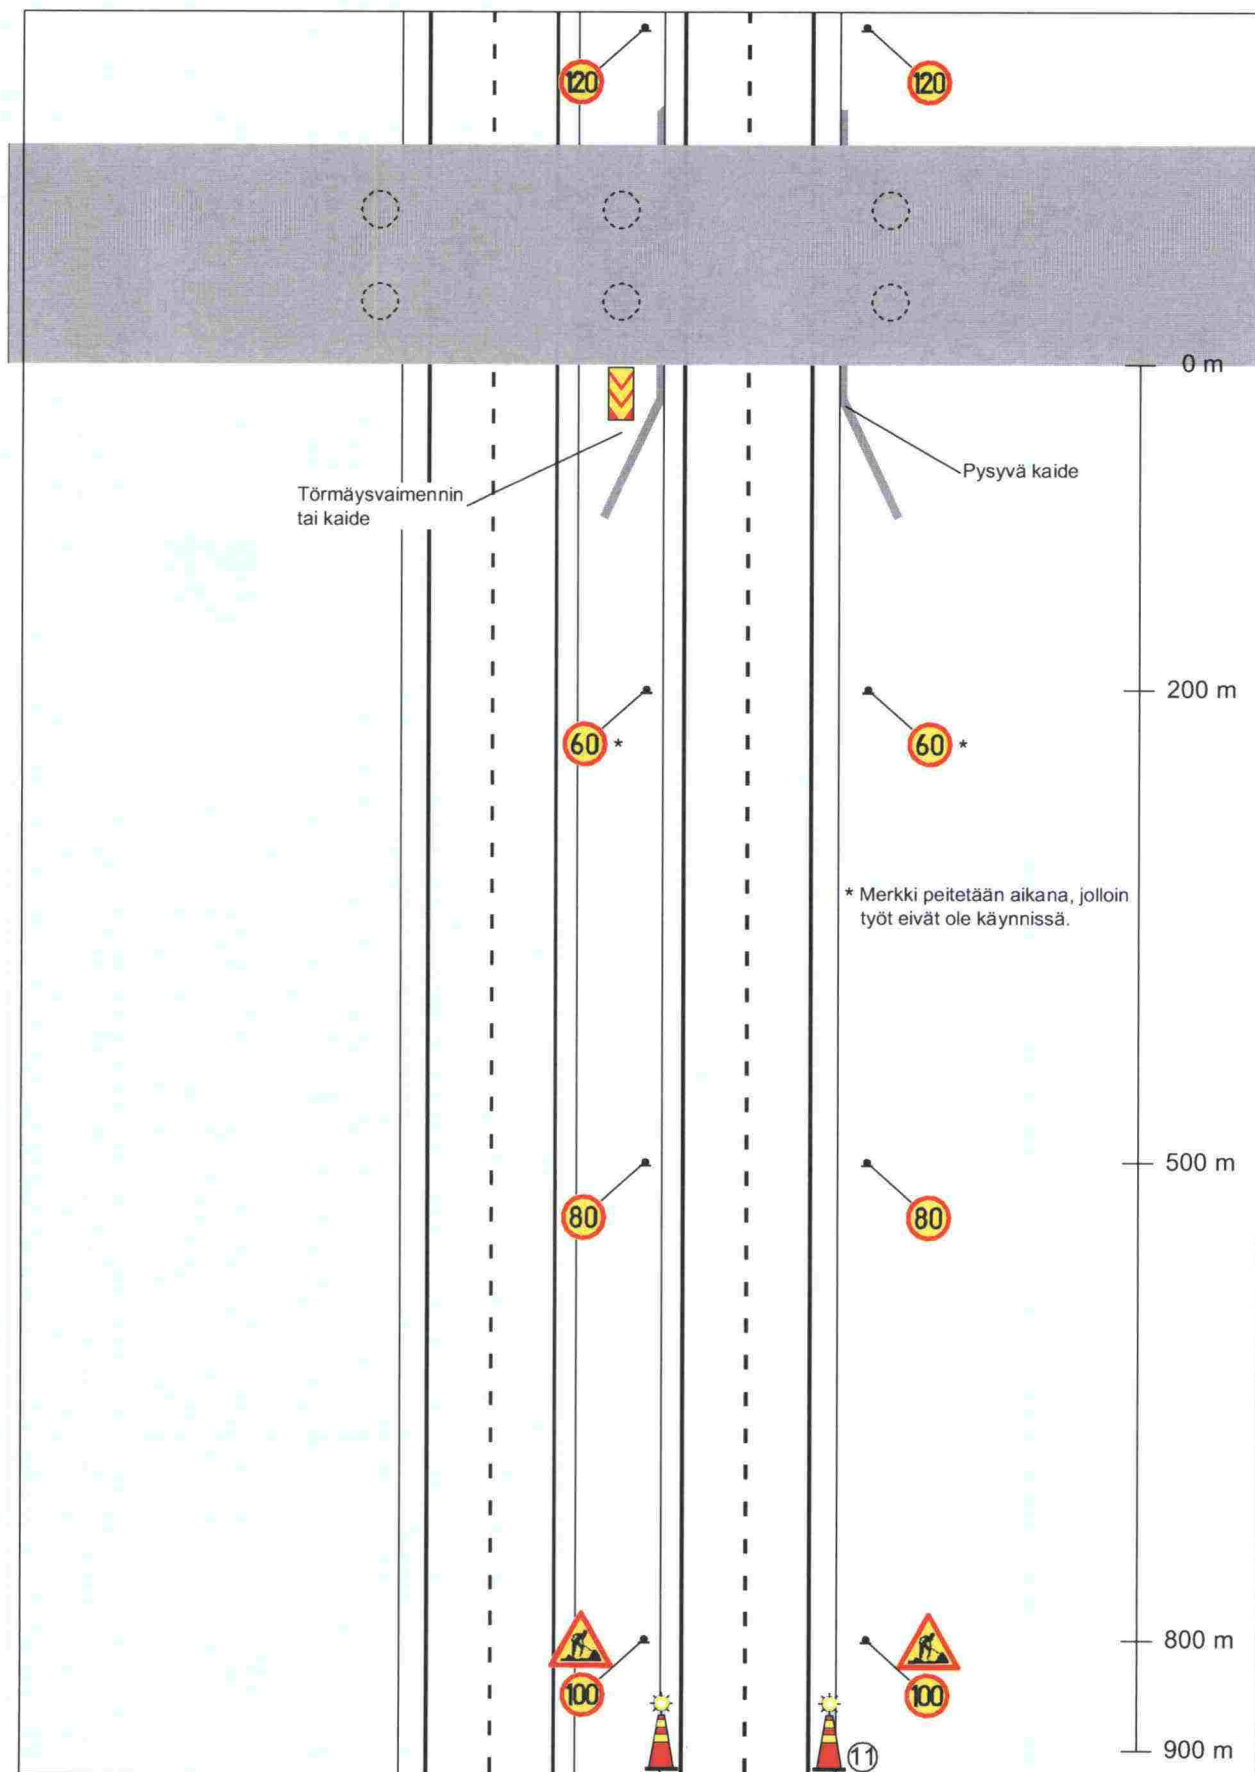 120
120
0 m
Törmäysvaimennin
tai kaide
Pysyvä kaide
200 m
60 *
60 *
* Merkki peitetään aikana, jolloin
työt eivät ole käynnissä.
500 m
80
80
800 m
100
100
11
900 m